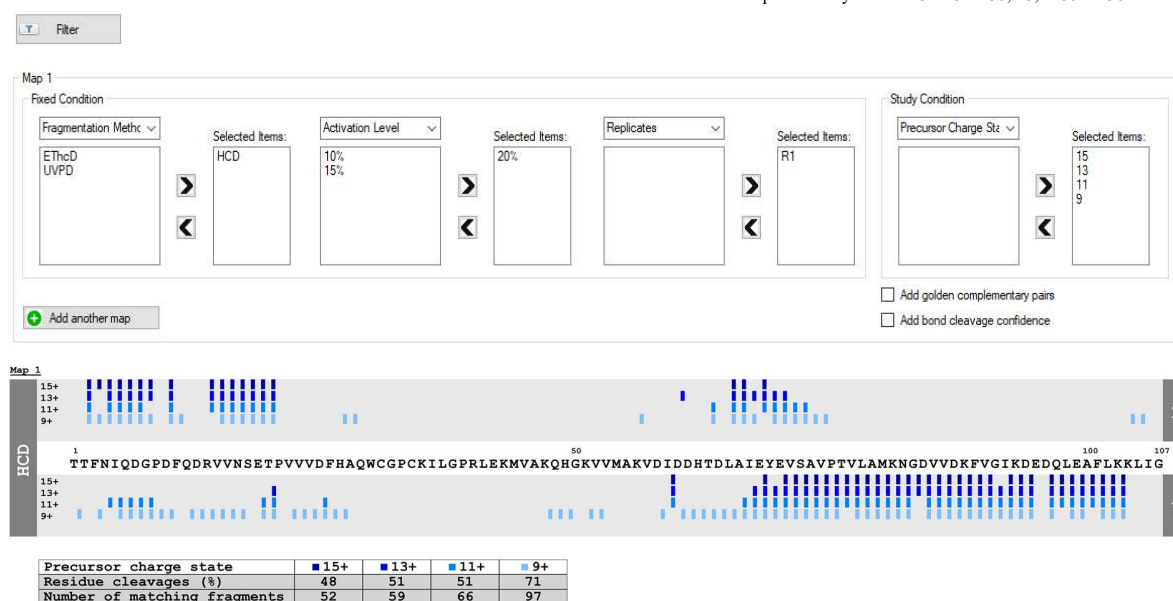 Filter
Map 1
Fixed Condition
Study Condition
Fragmentation Methc
Selected Items:
Activation Level
Selected Items:
Replicates
Selected Items:
Precursor Charge Sta
Selected Items:
EThcD
UVPD
HCD
10%
15%
20%
R1
15
13
11
9
Add golden complementary pairs
Add another map
Add bond cleavage confidence
Map 1
HCD
15+
13+
11+
9+
1 50 100 107
TTFNIQDGPDFQDRVVNSETPVVVDFHAQWCGPCKILGPRLEKMVAKQHGKVVMAKVDIDDHTDLAIEYEVSAVPTVLAMKNGDVVDKFVGIKDEDQLEAFLKKLIG
15+
13+
11+
9+
Precursor charge state 15+ 13+ 11+ 9+
Residue cleavages (%) 48 51 51 71
Number of matching fragments 52 59 66 97